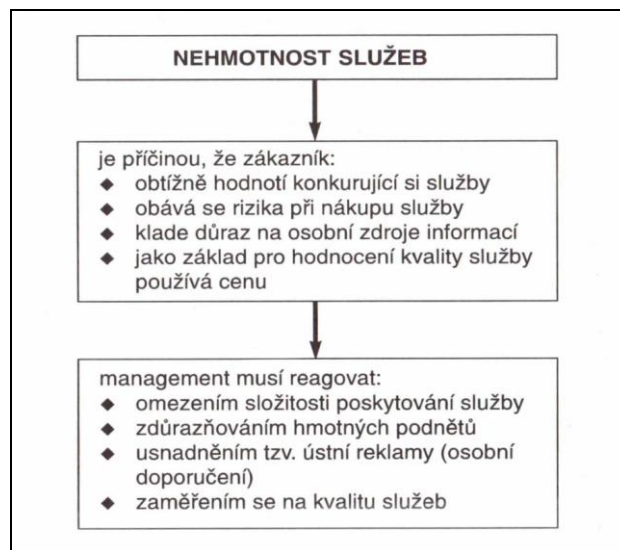 NEHMOTNOST SLUŽEB
je příčinou, že zákazník:
◆ obtížně hodnotí konkurující si služby
◆ obává se rizika při nákupu služby
◆ klade důraz na osobní zdroje informací
◆ jako základ pro hodnocení kvality služby
používá cenu
management musí reagovat:
◆ omezením složitosti poskytování služby
◆ zdůrazňováním hmotných podnětů
◆ usnadněním tzv. ústní reklamy (osobní
doporučení)
◆ zaměřením se na kvalitu služeb